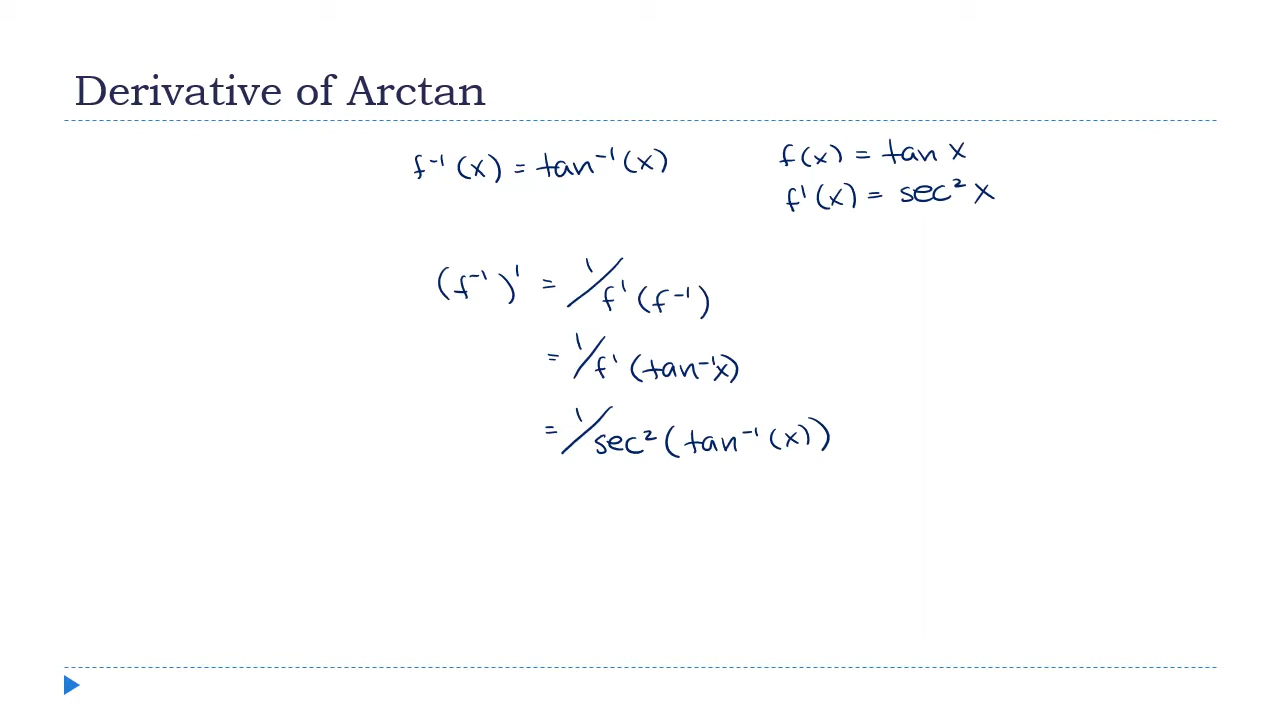 Derivative of Arctan
f⁻¹(x) = tan⁻¹(x)
f(x) = tan x
f'(x) = sec² x
(f⁻¹)' = 1/f'(f⁻¹)
= 1/f'(tan⁻¹x)
= 1/sec²(tan⁻¹(x))